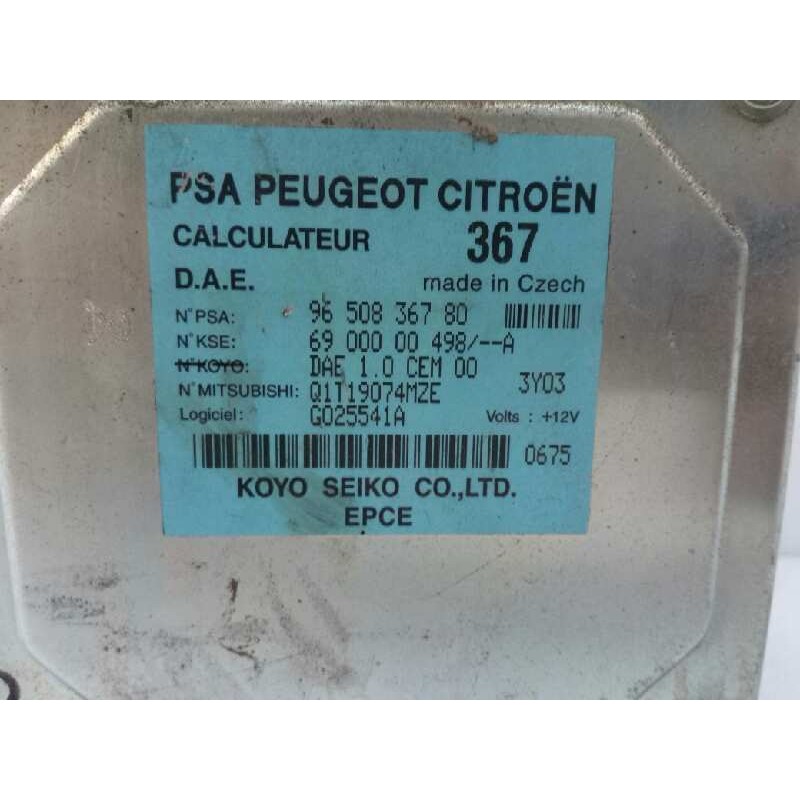 PSA PEUGEOT CITROËN
CALCULATEUR 367
D.A.E. made in Czech
N°PSA: 96 508 367 80
N°KSE: 69 000 00 498/--A
N°KOYO: DAE 1.0 CEM 00
N°MITSUBISHI: Q1T19074MZE 3Y03
Logiciel: G025541A Volts : +12V
0675
KOYO SEIKO CO.,LTD.
EPCE